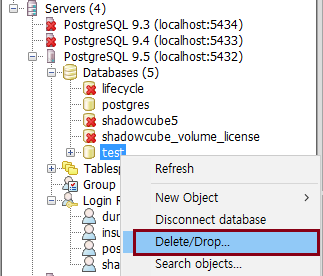 Servers (4)
PostgreSQL 9.3 (localhost:5434)
PostgreSQL 9.4 (localhost:5433)
PostgreSQL 9.5 (localhost:5432)
Databases (5)
lifecycle
postgres
shadowcube5
shadowcube_volume_license
test
Tablesp
Group
Login R
dur
insu
pos
sha
Refresh
New Object
Disconnect database
Delete/Drop...
Search objects...